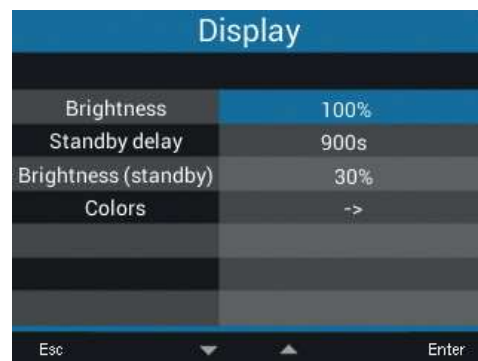 Display
Brightness 100%
Standby delay 900s
Brightness (standby) 30%
Colors ->
Esc Enter